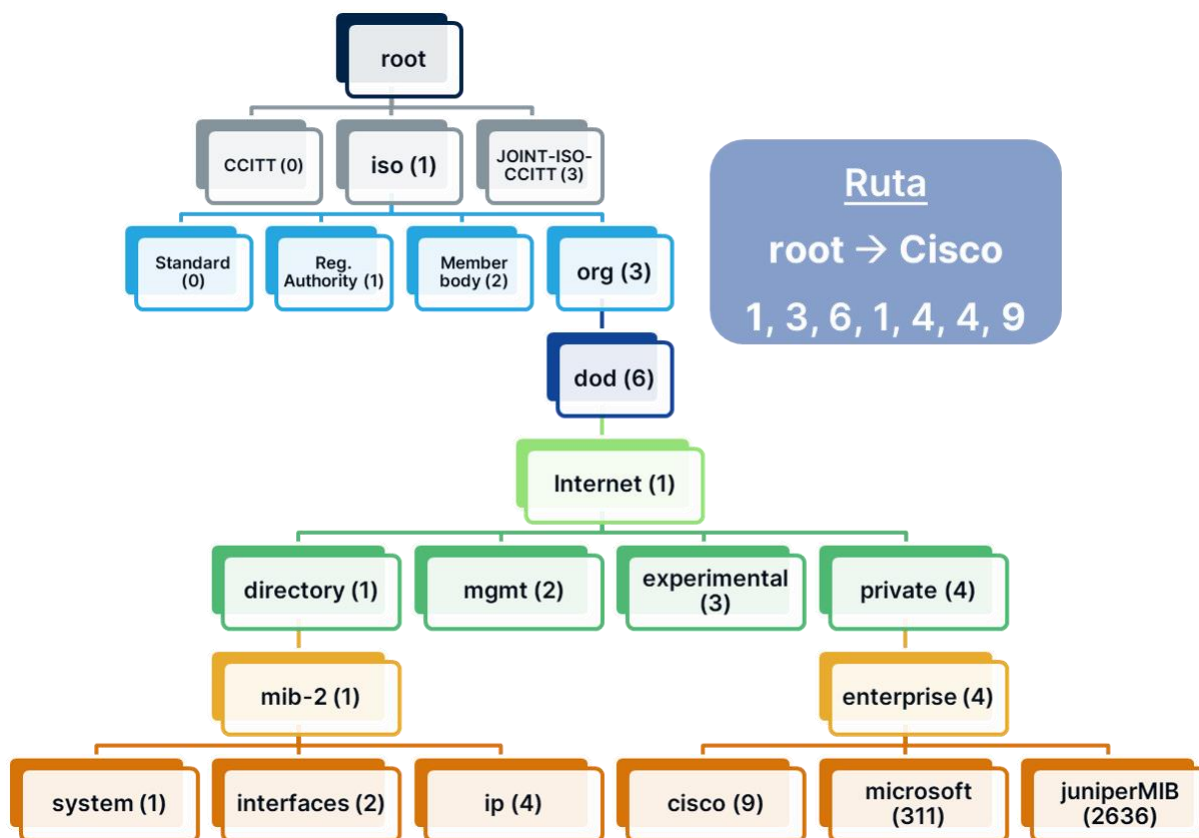 root
CCITT (0)
iso (1)
JOINT-ISO-
CCITT (3)
Ruta
root → Cisco
1, 3, 6, 1, 4, 4, 9
Standard
(0)
Reg.
Authority (1)
Member
body (2)
org (3)
dod (6)
Internet (1)
directory (1)
mgmt (2)
experimental
(3)
private (4)
mib-2 (1)
enterprise (4)
system (1)
interfaces (2)
ip (4)
cisco (9)
microsoft
(311)
juniperMIB
(2636)